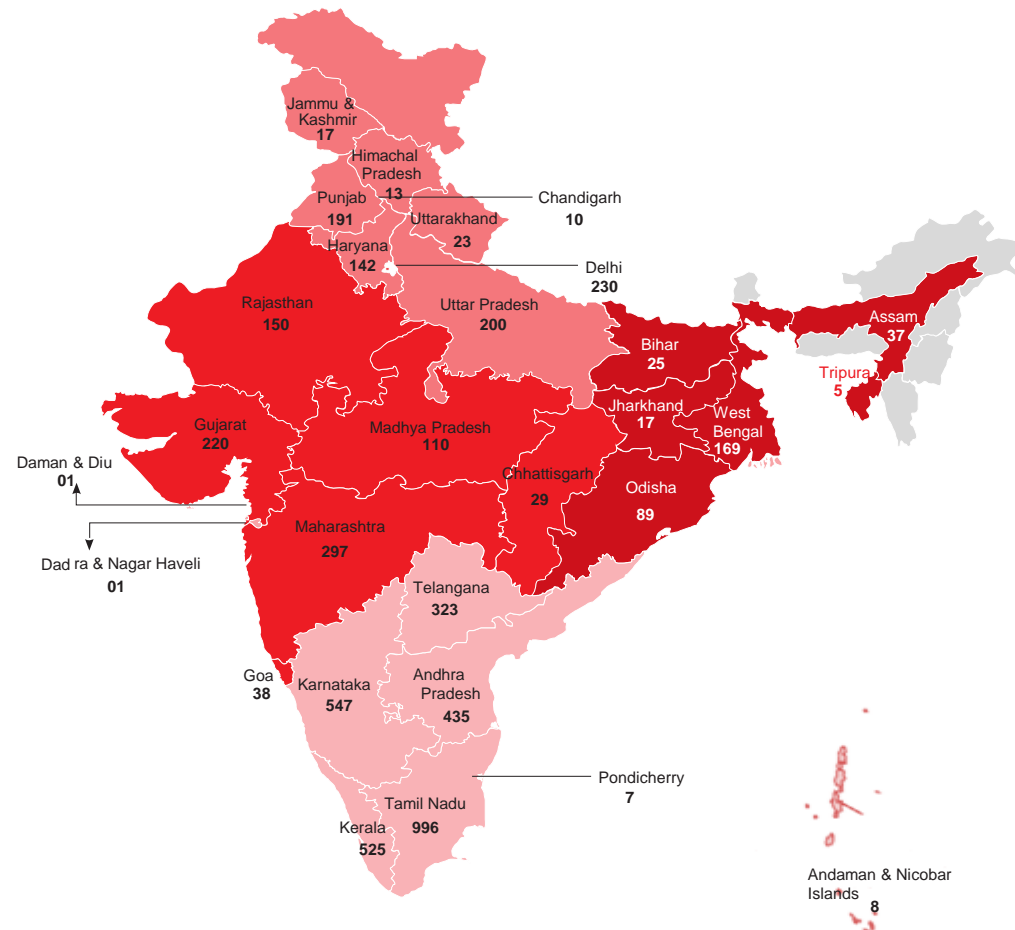 Jammu &
Kashmir
17
Himachal
Pradesh
13
Punjab
191
Chandigarh
10
Uttarakhand
23
Haryana
142
Delhi
230
Rajasthan
150
Uttar Pradesh
200
Assam
37
Bihar
25
Tripura
5
Jharkhand
17
West
Bengal
169
Gujarat
220
Madhya Pradesh
110
Daman & Diu
01
Chhattisgarh
29
Odisha
89
Maharashtra
297
Dad ra & Nagar Haveli
01
Telangana
323
Goa
38
Karnataka
547
Andhra
Pradesh
435
Pondicherry
7
Tamil Nadu
996
Kerala
525
Andaman & Nicobar
Islands
8